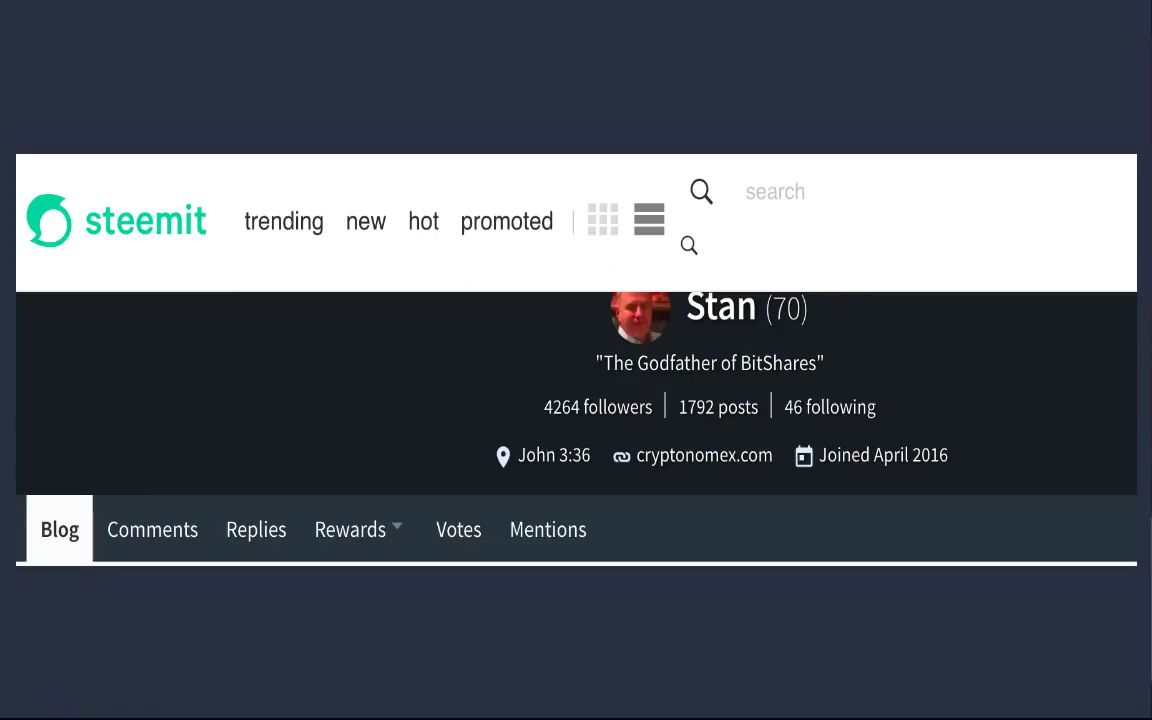 steemit trending new hot promoted search
Stan (70)
"The Godfather of BitShares"
4264 followers 1792 posts 46 following
John 3:36 cryptonomex.com Joined April 2016
Blog Comments Replies Rewards Votes Mentions